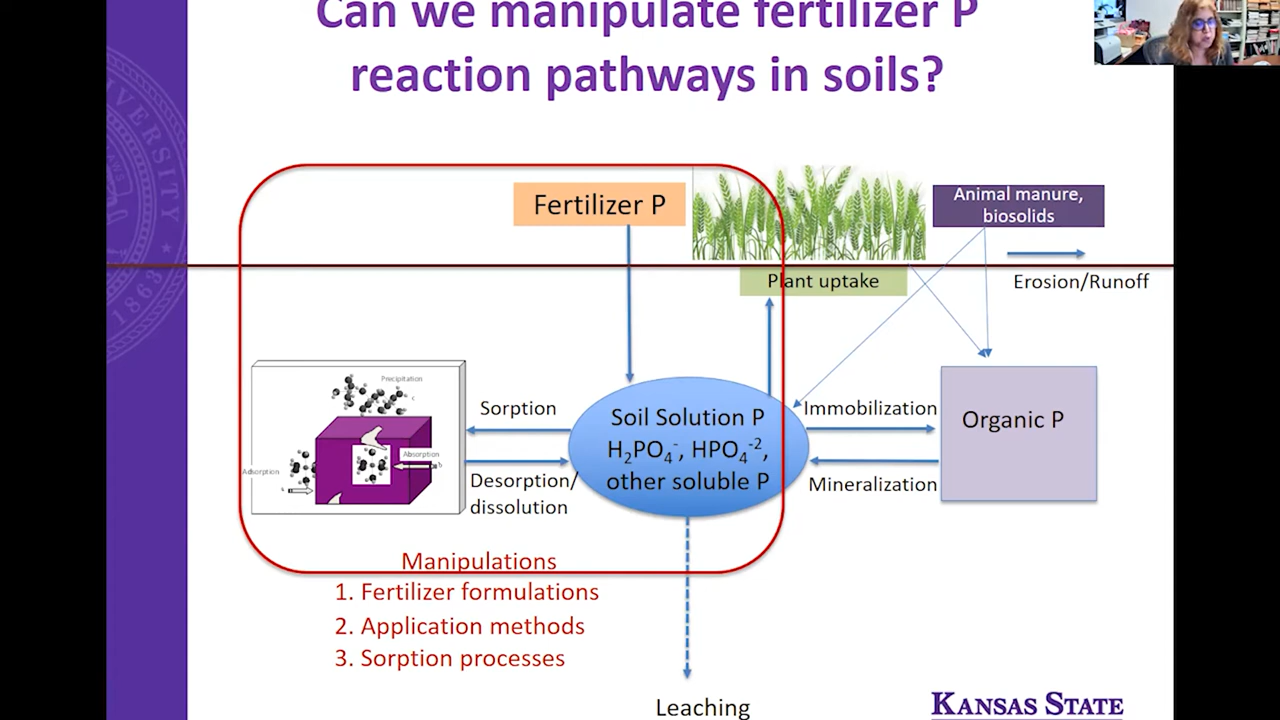 Can we manipulate fertilizer P
reaction pathways in soils?
Fertilizer P
Animal manure,
biosolids
Plant uptake
Erosion/Runoff
Precipitation
c
Adsorption
a
Absorption
b
Sorption
Desorption/
dissolution
Soil Solution P
H₂PO₄⁻, HPO₄⁻²,
other soluble P
Immobilization
Mineralization
Organic P
Manipulations
1. Fertilizer formulations
2. Application methods
3. Sorption processes
Leaching
KANSAS STATE
VERSITY
1863